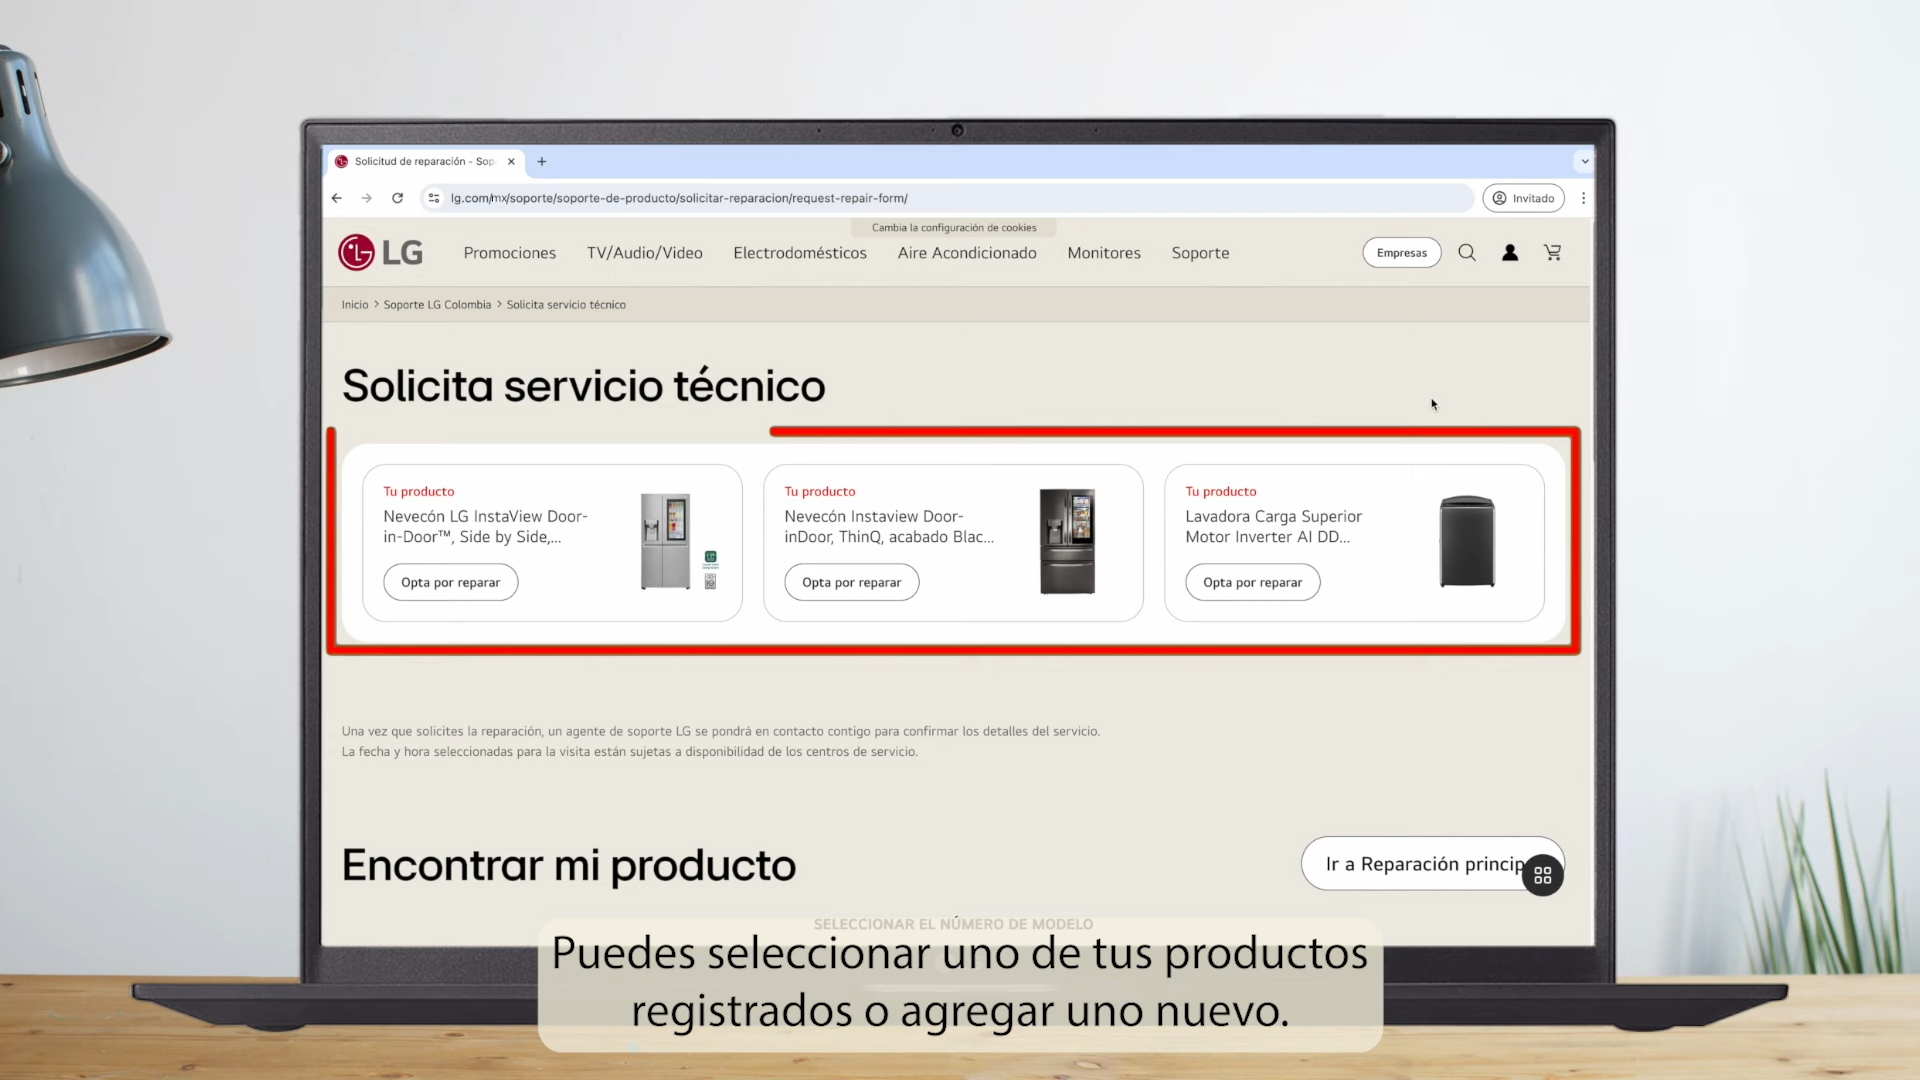 Solicitud de reparación - Sop
lg.com/mx/soporte/soporte-de-producto/solicitar-reparacion/request-repair-form/
Invitado
Cambia la configuración de cookies
LG
Promociones
TV/Audio/Video
Electrodomésticos
Aire Acondicionado
Monitores
Soporte
Empresas
Inicio > Soporte LG Colombia > Solicita servicio técnico
Solicita servicio técnico
Tu producto
Nevecón LG InstaView Door-
in-Door™, Side by Side,...
Opta por reparar
Tu producto
Nevecón Instaview Door-
inDoor, ThinQ, acabado Blac...
Opta por reparar
Tu producto
Lavadora Carga Superior
Motor Inverter AI DD...
Opta por reparar
Una vez que solicites la reparación, un agente de soporte LG se pondrá en contacto contigo para confirmar los detalles del servicio.
La fecha y hora seleccionadas para la visita están sujetas a disponibilidad de los centros de servicio.
Encontrar mi producto
Ir a Reparación princip
SELECCIONAR EL NÚMERO DE MODELO
Puedes seleccionar uno de tus productos
registrados o agregar uno nuevo.